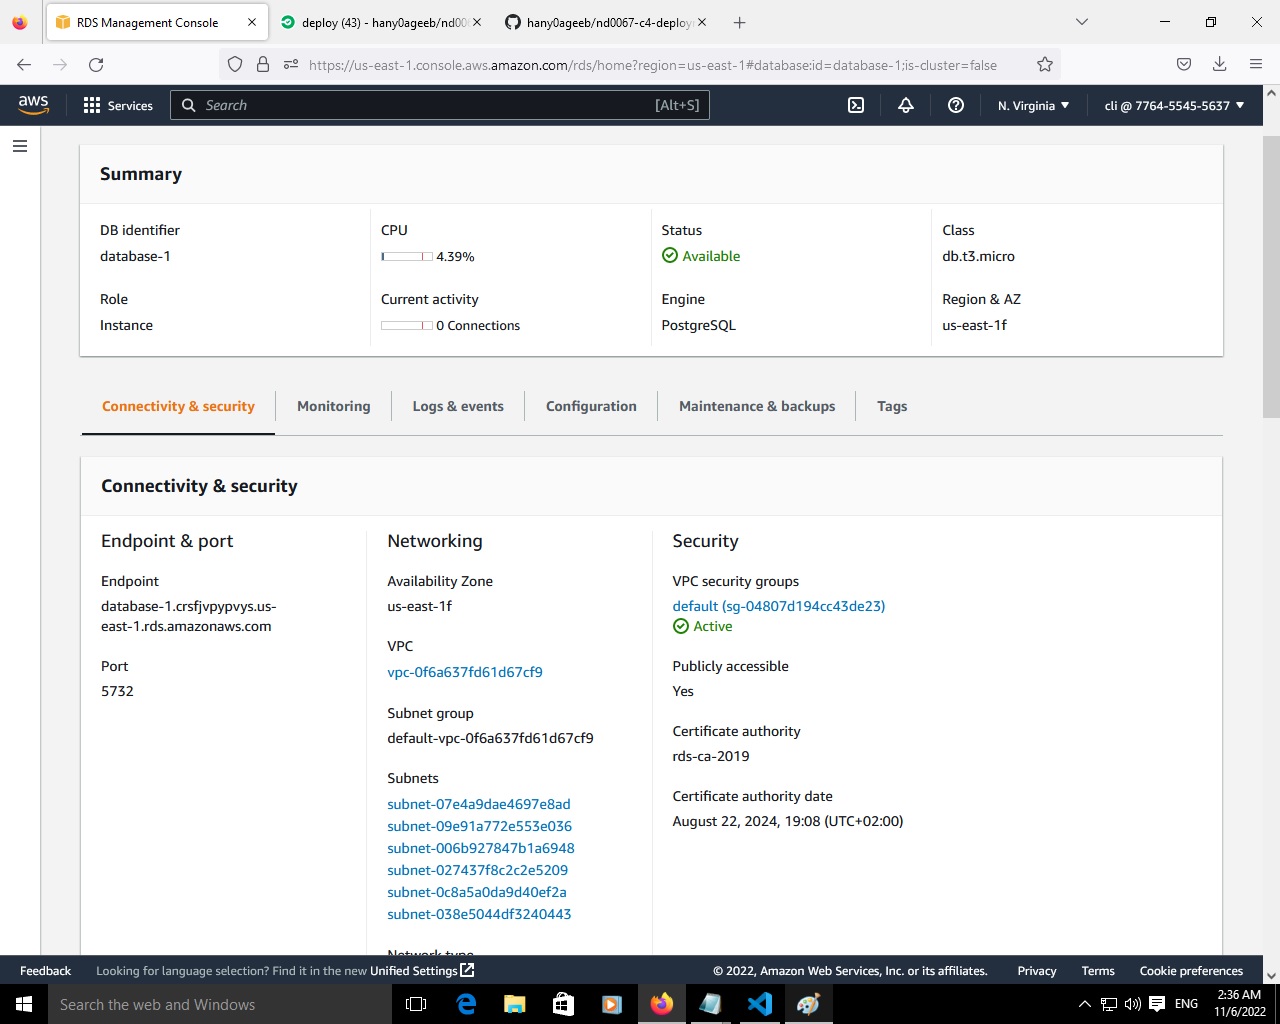 RDS Management Console
deploy (43) - hany0ageeb/nd00
hany0ageeb/nd0067-c4-deploy
https://us-east-1.console.aws.amazon.com/rds/home?region=us-east-1#database:id=database-1;is-cluster=false
aws
Services
Search
[Alt+S]
N. Virginia
cli @ 7764-5545-5637
Summary
DB identifier
CPU
Status
Class
database-1
4.39%
Available
db.t3.micro
Role
Current activity
Engine
Region & AZ
Instance
0 Connections
PostgreSQL
us-east-1f
Connectivity & security
Monitoring
Logs & events
Configuration
Maintenance & backups
Tags
Connectivity & security
Endpoint & port
Endpoint
database-1.crsfjvpypvys.us-
east-1.rds.amazonaws.com
Port
5732
Networking
Availability Zone
us-east-1f
VPC
vpc-0f6a637fd61d67cf9
Subnet group
default-vpc-0f6a637fd61d67cf9
Subnets
subnet-07e4a9dae4697e8ad
subnet-09e91a772e553e036
subnet-006b927847b1a6948
subnet-027437f8c2c2e5209
subnet-0c8a5a0da9d40ef2a
subnet-038e5044df3240443
Network type
Security
VPC security groups
default (sg-04807d194cc43de23)
Active
Publicly accessible
Yes
Certificate authority
rds-ca-2019
Certificate authority date
August 22, 2024, 19:08 (UTC+02:00)
Feedback
Looking for language selection? Find it in the new Unified Settings
© 2022, Amazon Web Services, Inc. or its affiliates.
Privacy
Terms
Cookie preferences
Search the web and Windows
ENG
2:36 AM
11/6/2022